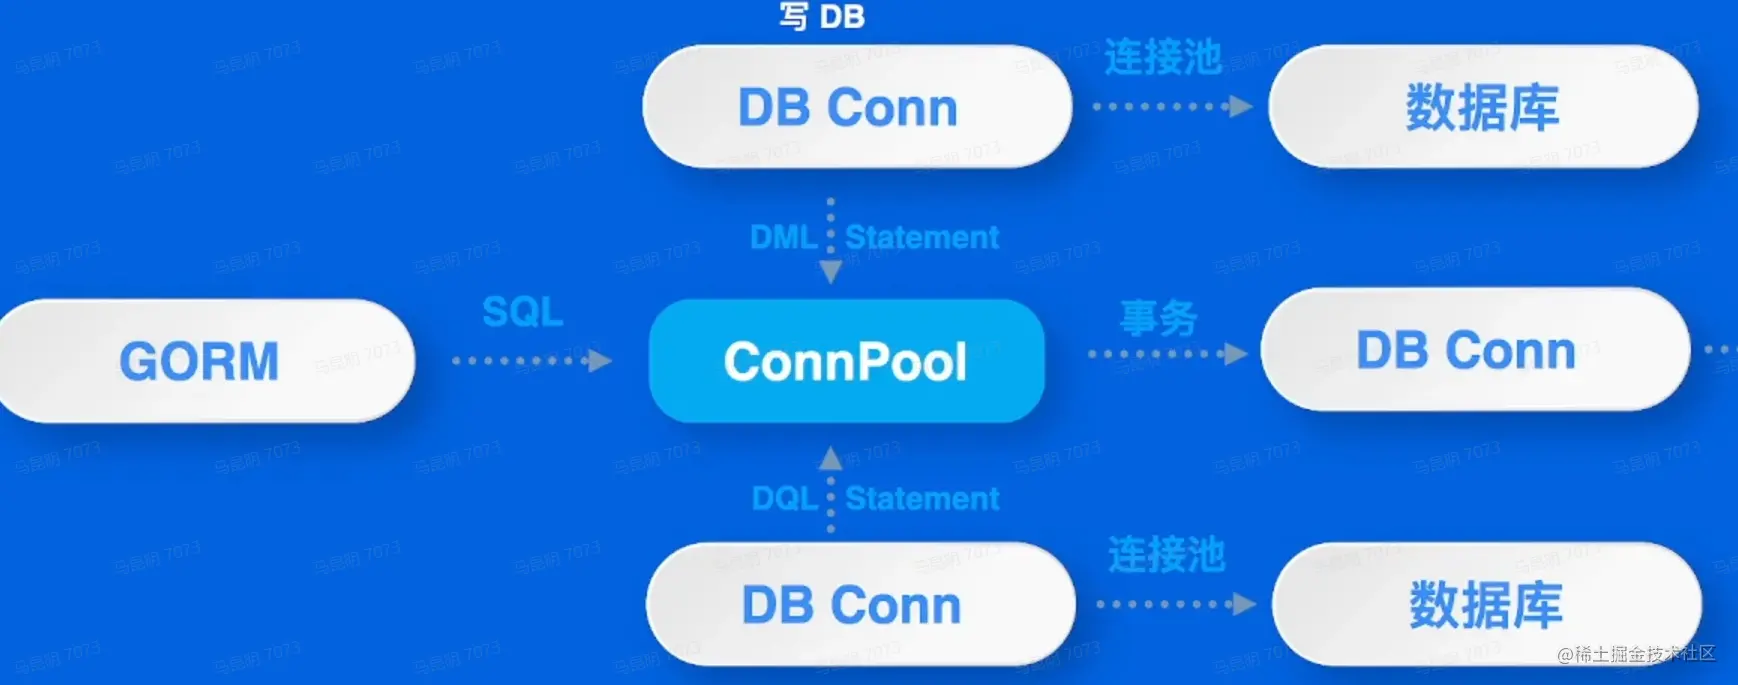 写 DB
DB Conn
连接池
数据库
DML Statement
GORM
SQL
ConnPool
事务
DB Conn
DQL Statement
DB Conn
连接池
数据库
@稀土掘金技术社区